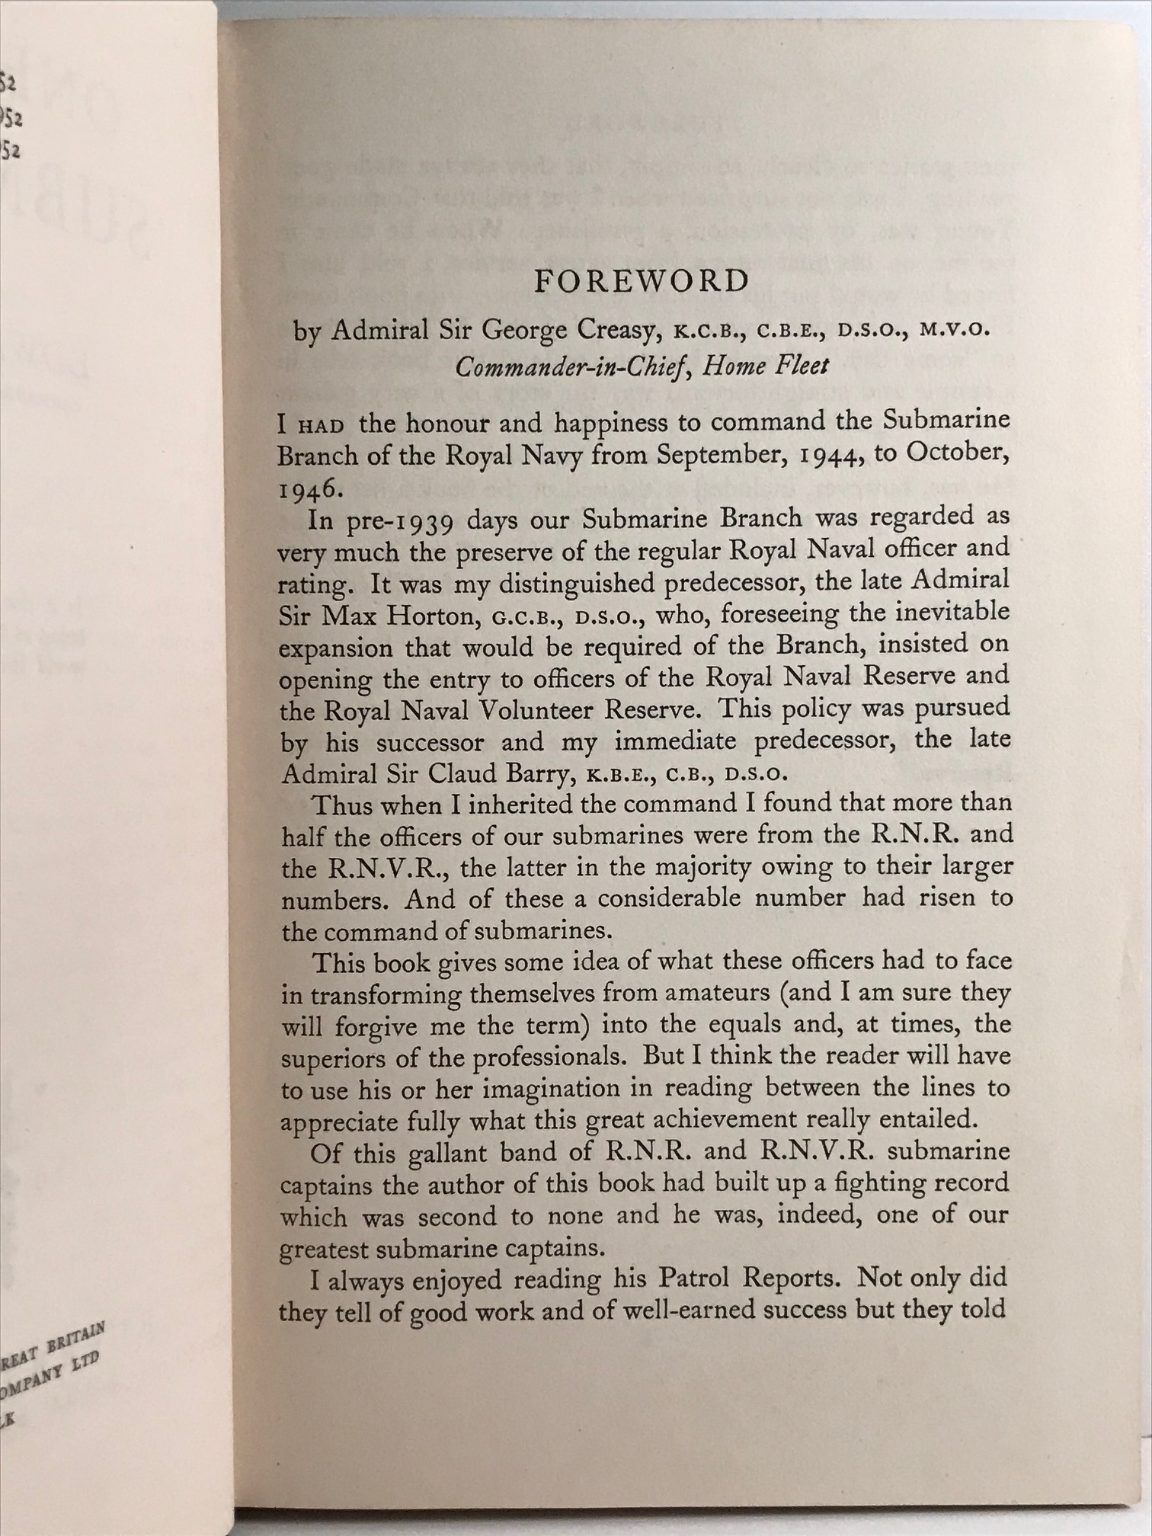 52
952
52
REAT BRITAIN
OMPANY LTD
LK
FOREWORD
by Admiral Sir George Creasy, K.C.B., C.B.E., D.S.O., M.V.O.
Commander-in-Chief, Home Fleet
I HAD the honour and happiness to command the Submarine
Branch of the Royal Navy from September, 1944, to October,
1946.
In pre-1939 days our Submarine Branch was regarded as
very much the preserve of the regular Royal Naval officer and
rating. It was my distinguished predecessor, the late Admiral
Sir Max Horton, G.C.B., D.S.O., who, foreseeing the inevitable
expansion that would be required of the Branch, insisted on
opening the entry to officers of the Royal Naval Reserve and
the Royal Naval Volunteer Reserve. This policy was pursued
by his successor and my immediate predecessor, the late
Admiral Sir Claud Barry, K.B.E., C.B., D.S.O.
Thus when I inherited the command I found that more than
half the officers of our submarines were from the R.N.R. and
the R.N.V.R., the latter in the majority owing to their larger
numbers. And of these a considerable number had risen to
the command of submarines.
This book gives some idea of what these officers had to face
in transforming themselves from amateurs (and I am sure they
will forgive me the term) into the equals and, at times, the
superiors of the professionals. But I think the reader will have
to use his or her imagination in reading between the lines to
appreciate fully what this great achievement really entailed.
Of this gallant band of R.N.R. and R.N.V.R. submarine
captains the author of this book had built up a fighting record
which was second to none and he was, indeed, one of our
greatest submarine captains.
I always enjoyed reading his Patrol Reports. Not only did
they tell of good work and of well-earned success but they told